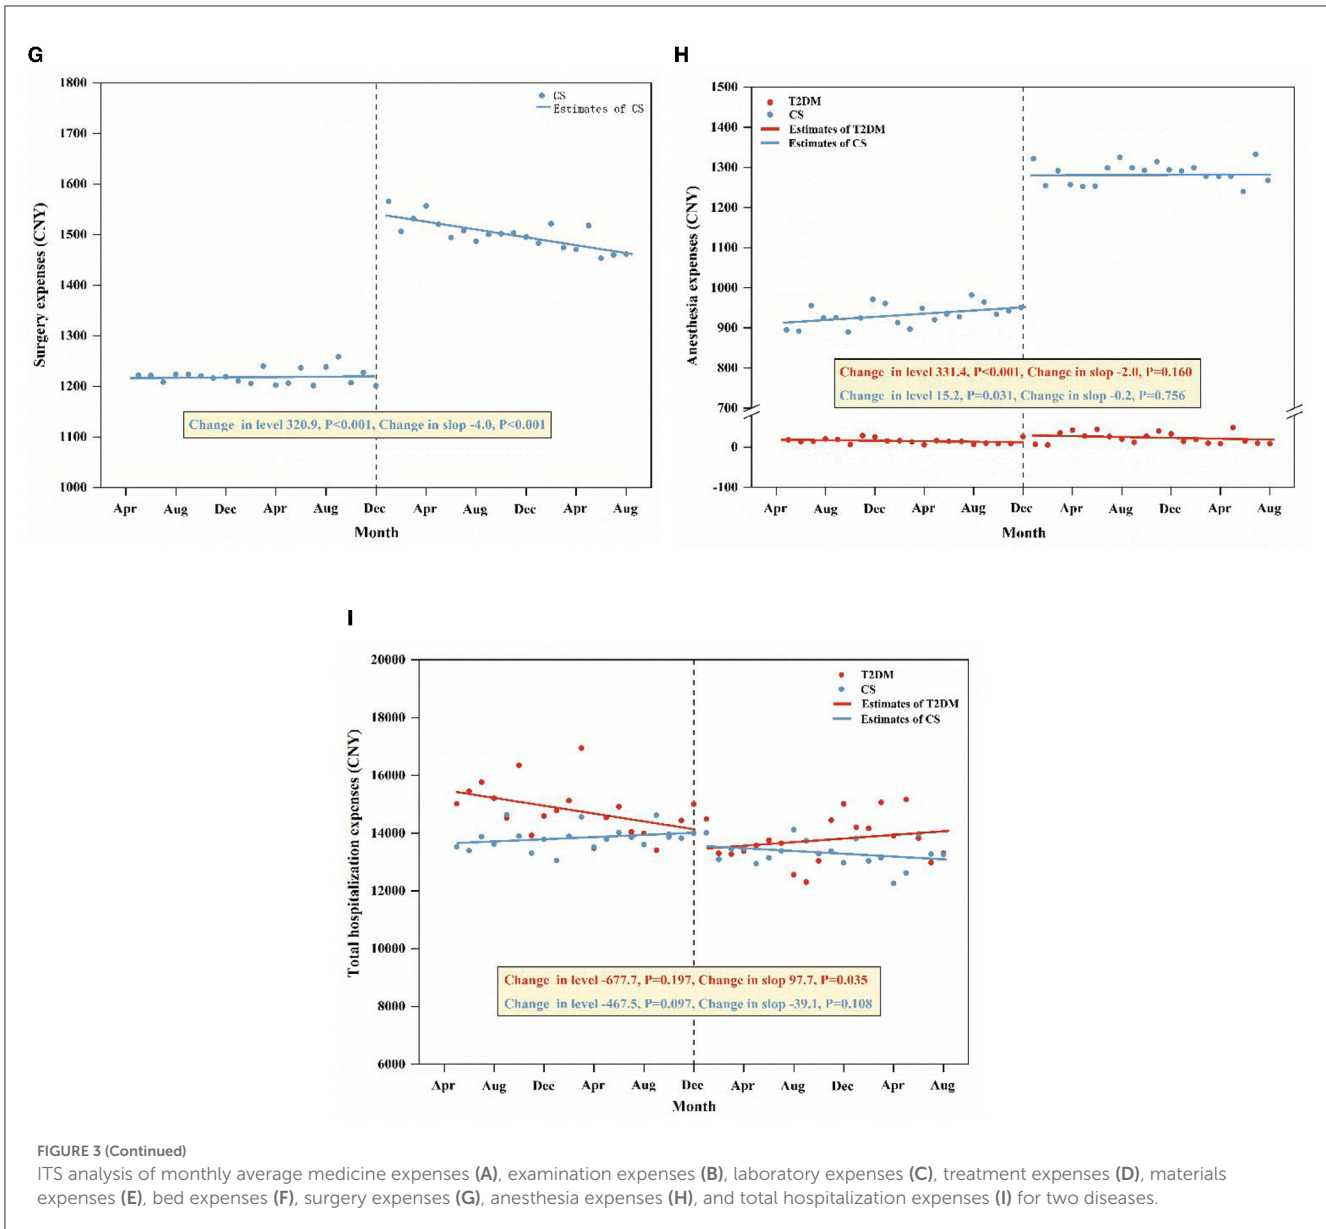 G
1800
1700
1600
1500
1400
1300
1200
1100
1000
Surgery expenses (CNY)
CS
Estimates of CS
Change in level 320.9, P<0.001, Change in slop -4.0, P<0.001
Apr Aug Dec Apr Aug Dec Apr Aug Dec Apr Aug
Month
H
1500
1400
1300
1200
1100
1000
900
800
700
0
-100
Anesthesia expenses (CNY)
T2DM
CS
Estimates of T2DM
Estimates of CS
Change in level 331.4, P<0.001, Change in slop -2.0, P=0.160
Change in level 15.2, P=0.031, Change in slop -0.2, P=0.756
Apr Aug Dec Apr Aug Dec Apr Aug Dec Apr Aug
Month
I
20000
18000
16000
14000
12000
10000
8000
6000
Total hospitalization expenses (CNY)
T2DM
CS
Estimates of T2DM
Estimates of CS
Change in level -677.7, P=0.197, Change in slop 97.7, P=0.035
Change in level -467.5, P=0.097, Change in slop -39.1, P=0.108
Apr Aug Dec Apr Aug Dec Apr Aug Dec Apr Aug
Month
FIGURE 3 (Continued)
ITS analysis of monthly average medicine expenses (A), examination expenses (B), laboratory expenses (C), treatment expenses (D), materials
expenses (E), bed expenses (F), surgery expenses (G), anesthesia expenses (H), and total hospitalization expenses (I) for two diseases.